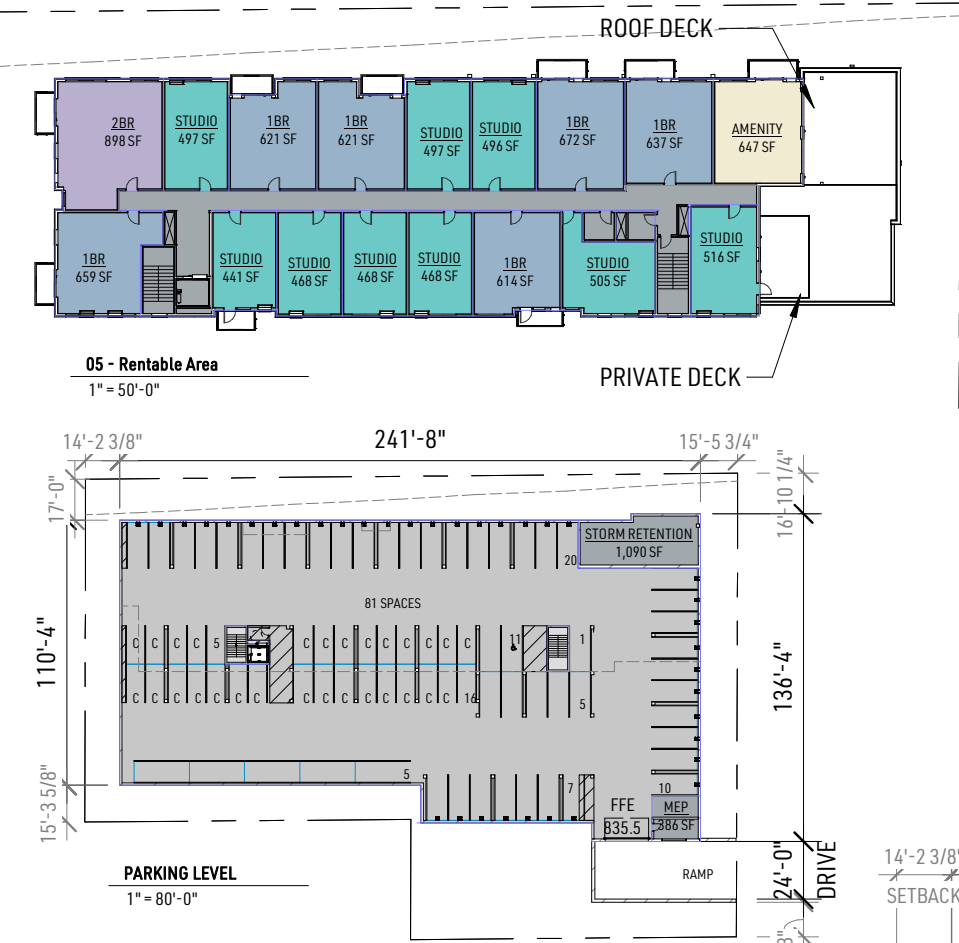 ROOF DECK
2BR
898 SF
STUDIO
497 SF
1BR
621 SF
1BR
621 SF
STUDIO
497 SF
STUDIO
496 SF
1BR
672 SF
1BR
637 SF
AMENITY
647 SF
1BR
659 SF
STUDIO
441 SF
STUDIO
468 SF
STUDIO
468 SF
STUDIO
468 SF
1BR
614 SF
STUDIO
505 SF
STUDIO
516 SF
05 - Rentable Area
1" = 50'-0"
PRIVATE DECK
14'-2 3/8"
241'-8"
15'-5 3/4"
17'-0"
16'-10 1/4"
STORM RETENTION
1,090 SF
20
81 SPACES
110'-4"
136'-4"
C C C C 5
C C C C C C C C
11
1
C C C C C C
C C C C C C C 16
5
15'-3 5/8"
5
7
10
FFE
835.5
MEP
386 SF
RAMP
24'-0"
DRIVE
PARKING LEVEL
1" = 80'-0"
14'-2 3/8"
SETBACK